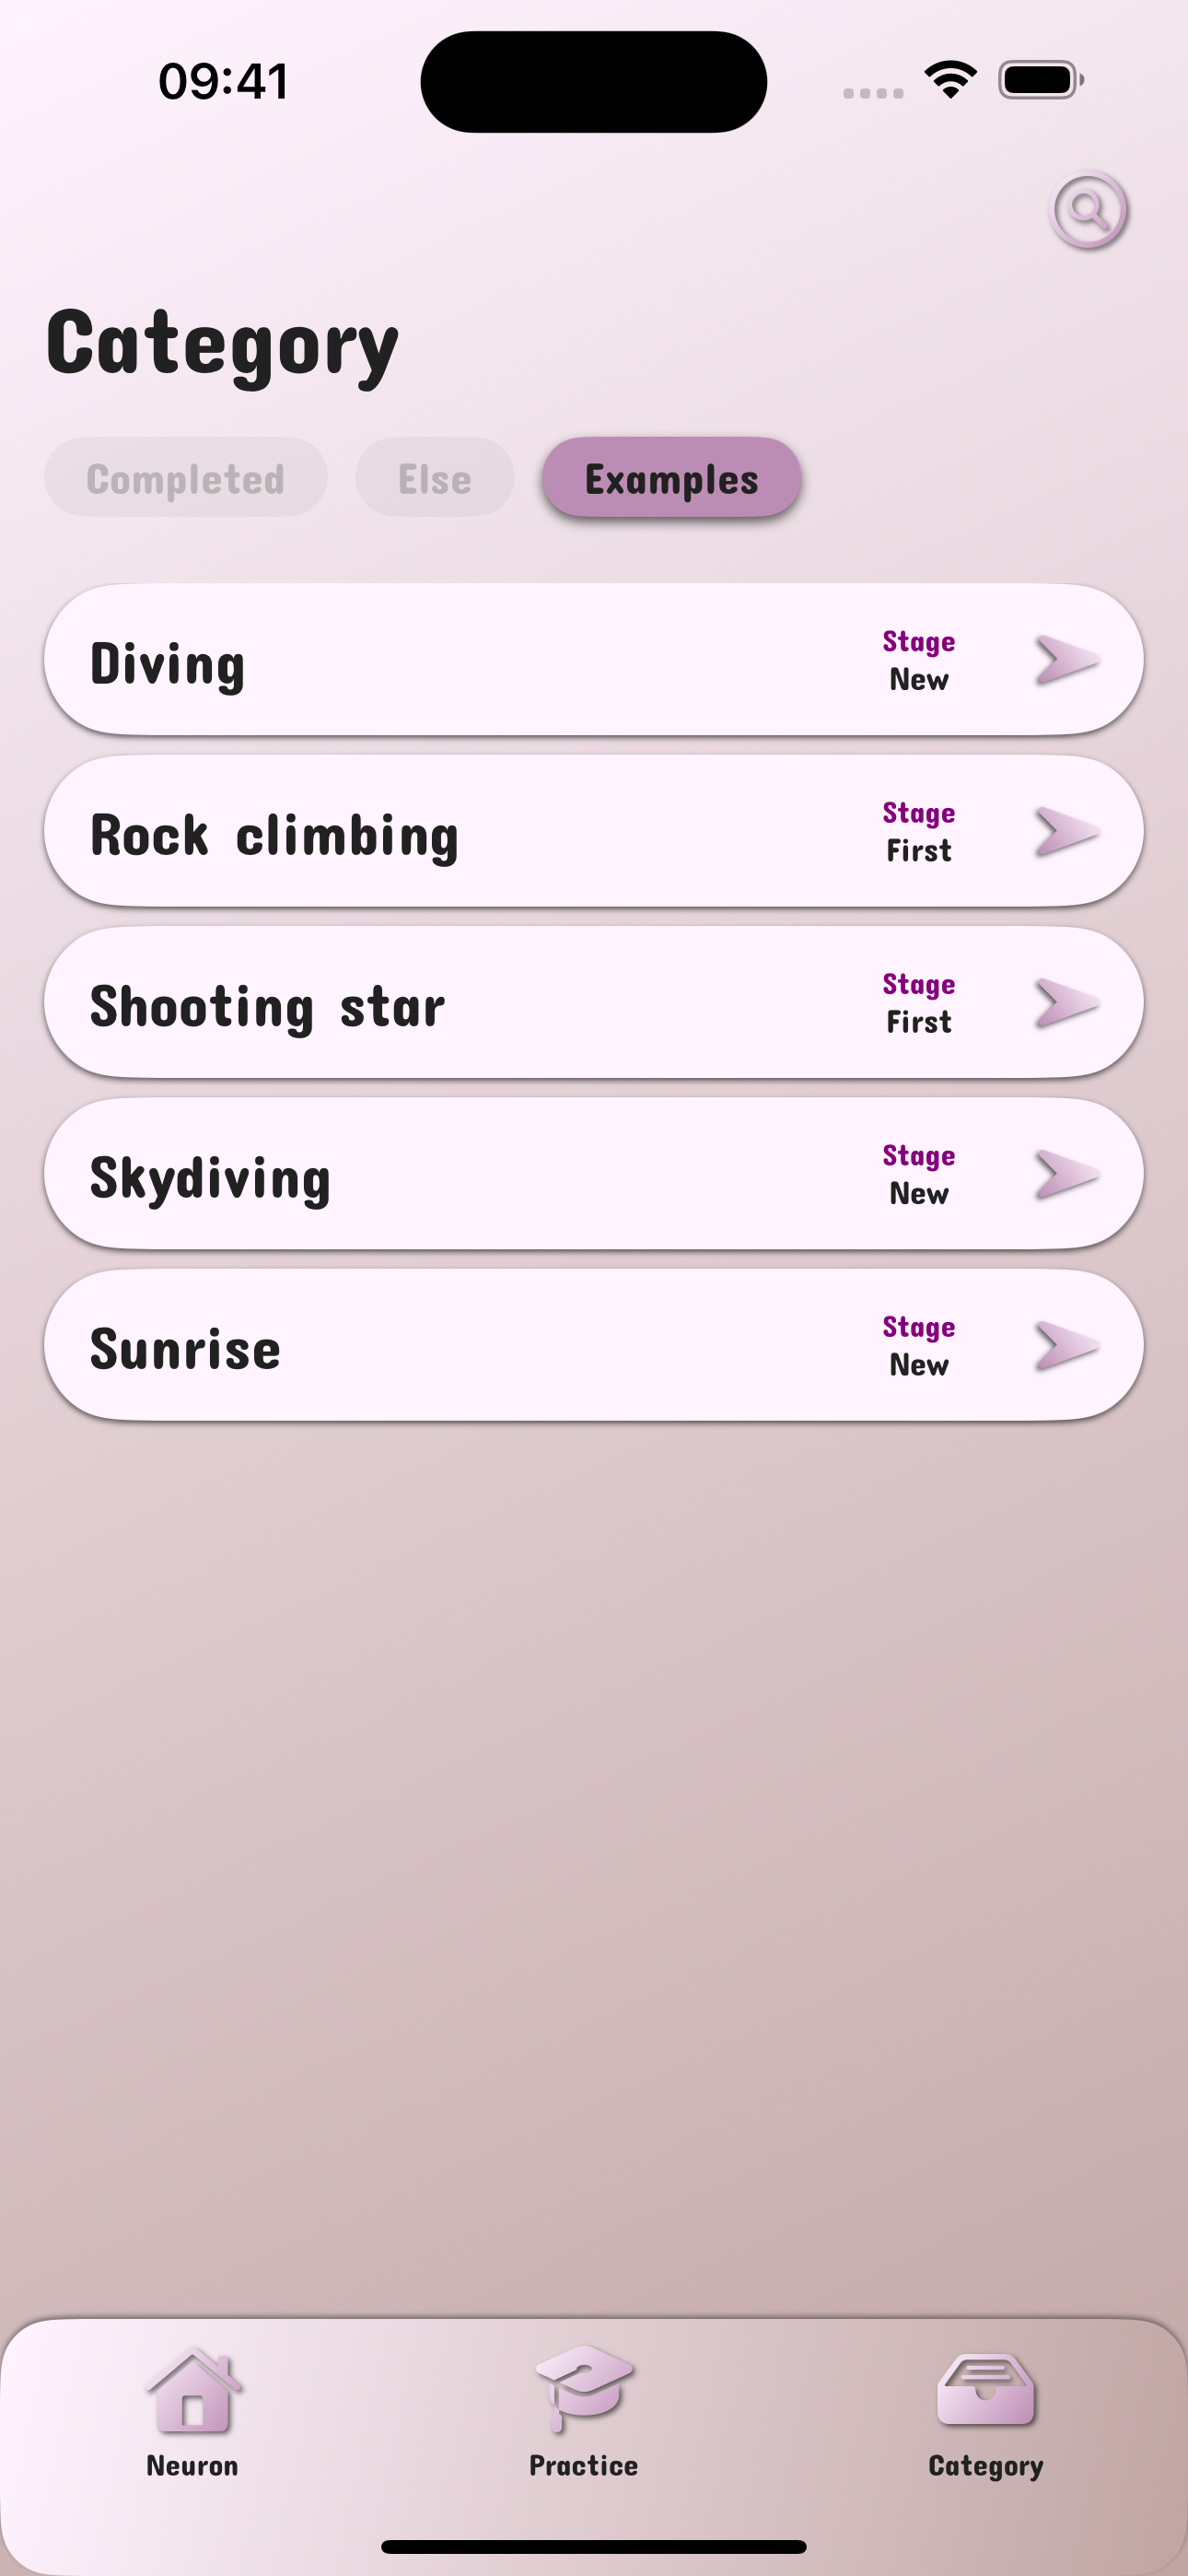 09:41
Category
Completed Else Examples
Diving
Stage
New
Rock climbing
Stage
First
Shooting star
Stage
First
Skydiving
Stage
New
Sunrise
Stage
New
Neuron Practice Category